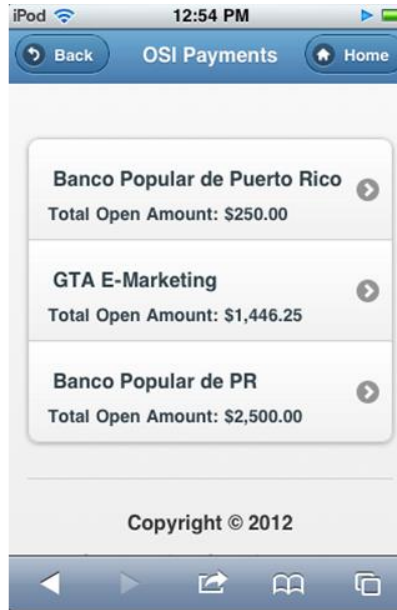 iPod 12:54 PM
Back OSI Payments Home
Banco Popular de Puerto Rico
Total Open Amount: $250.00
GTA E-Marketing
Total Open Amount: $1,446.25
Banco Popular de PR
Total Open Amount: $2,500.00
Copyright © 2012